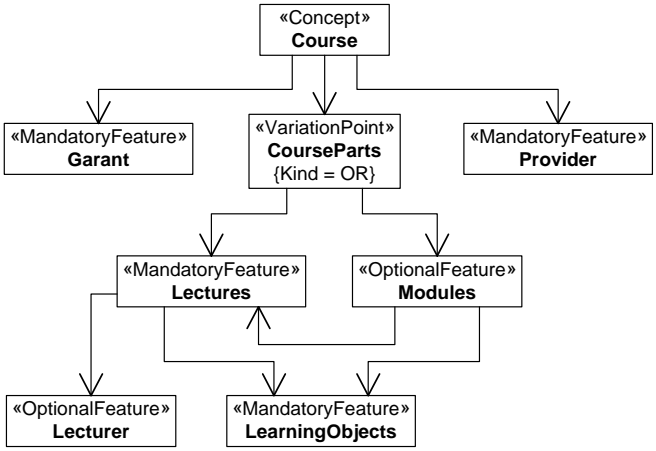 «Concept»
Course
«MandatoryFeature»
Garant
«VariationPoint»
CourseParts
{Kind = OR}
«MandatoryFeature»
Provider
«MandatoryFeature»
Lectures
«OptionalFeature»
Modules
«OptionalFeature»
Lecturer
«MandatoryFeature»
LearningObjects